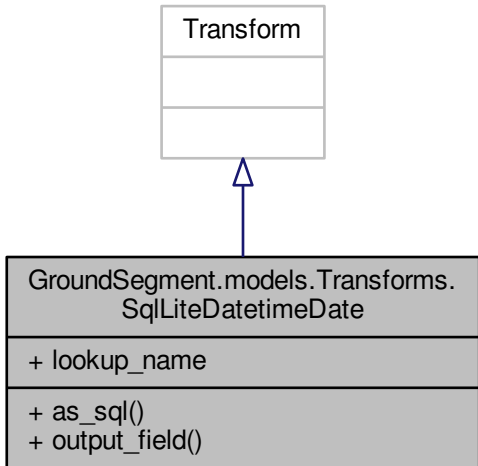 Transform
GroundSegment.models.Transforms.
SqlLiteDatetimeDate
+ lookup_name
+ as_sql()
+ output_field()